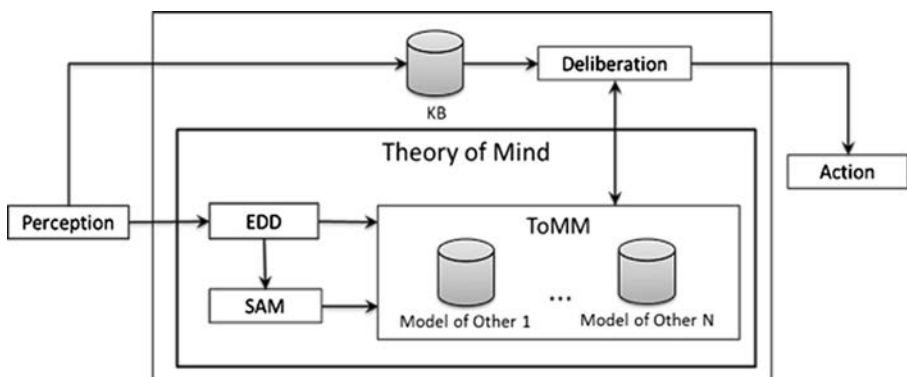 Deliberation
KB
Theory of Mind
Action
Perception
EDD
ToMM
SAM
...
Model of Other 1
Model of Other N